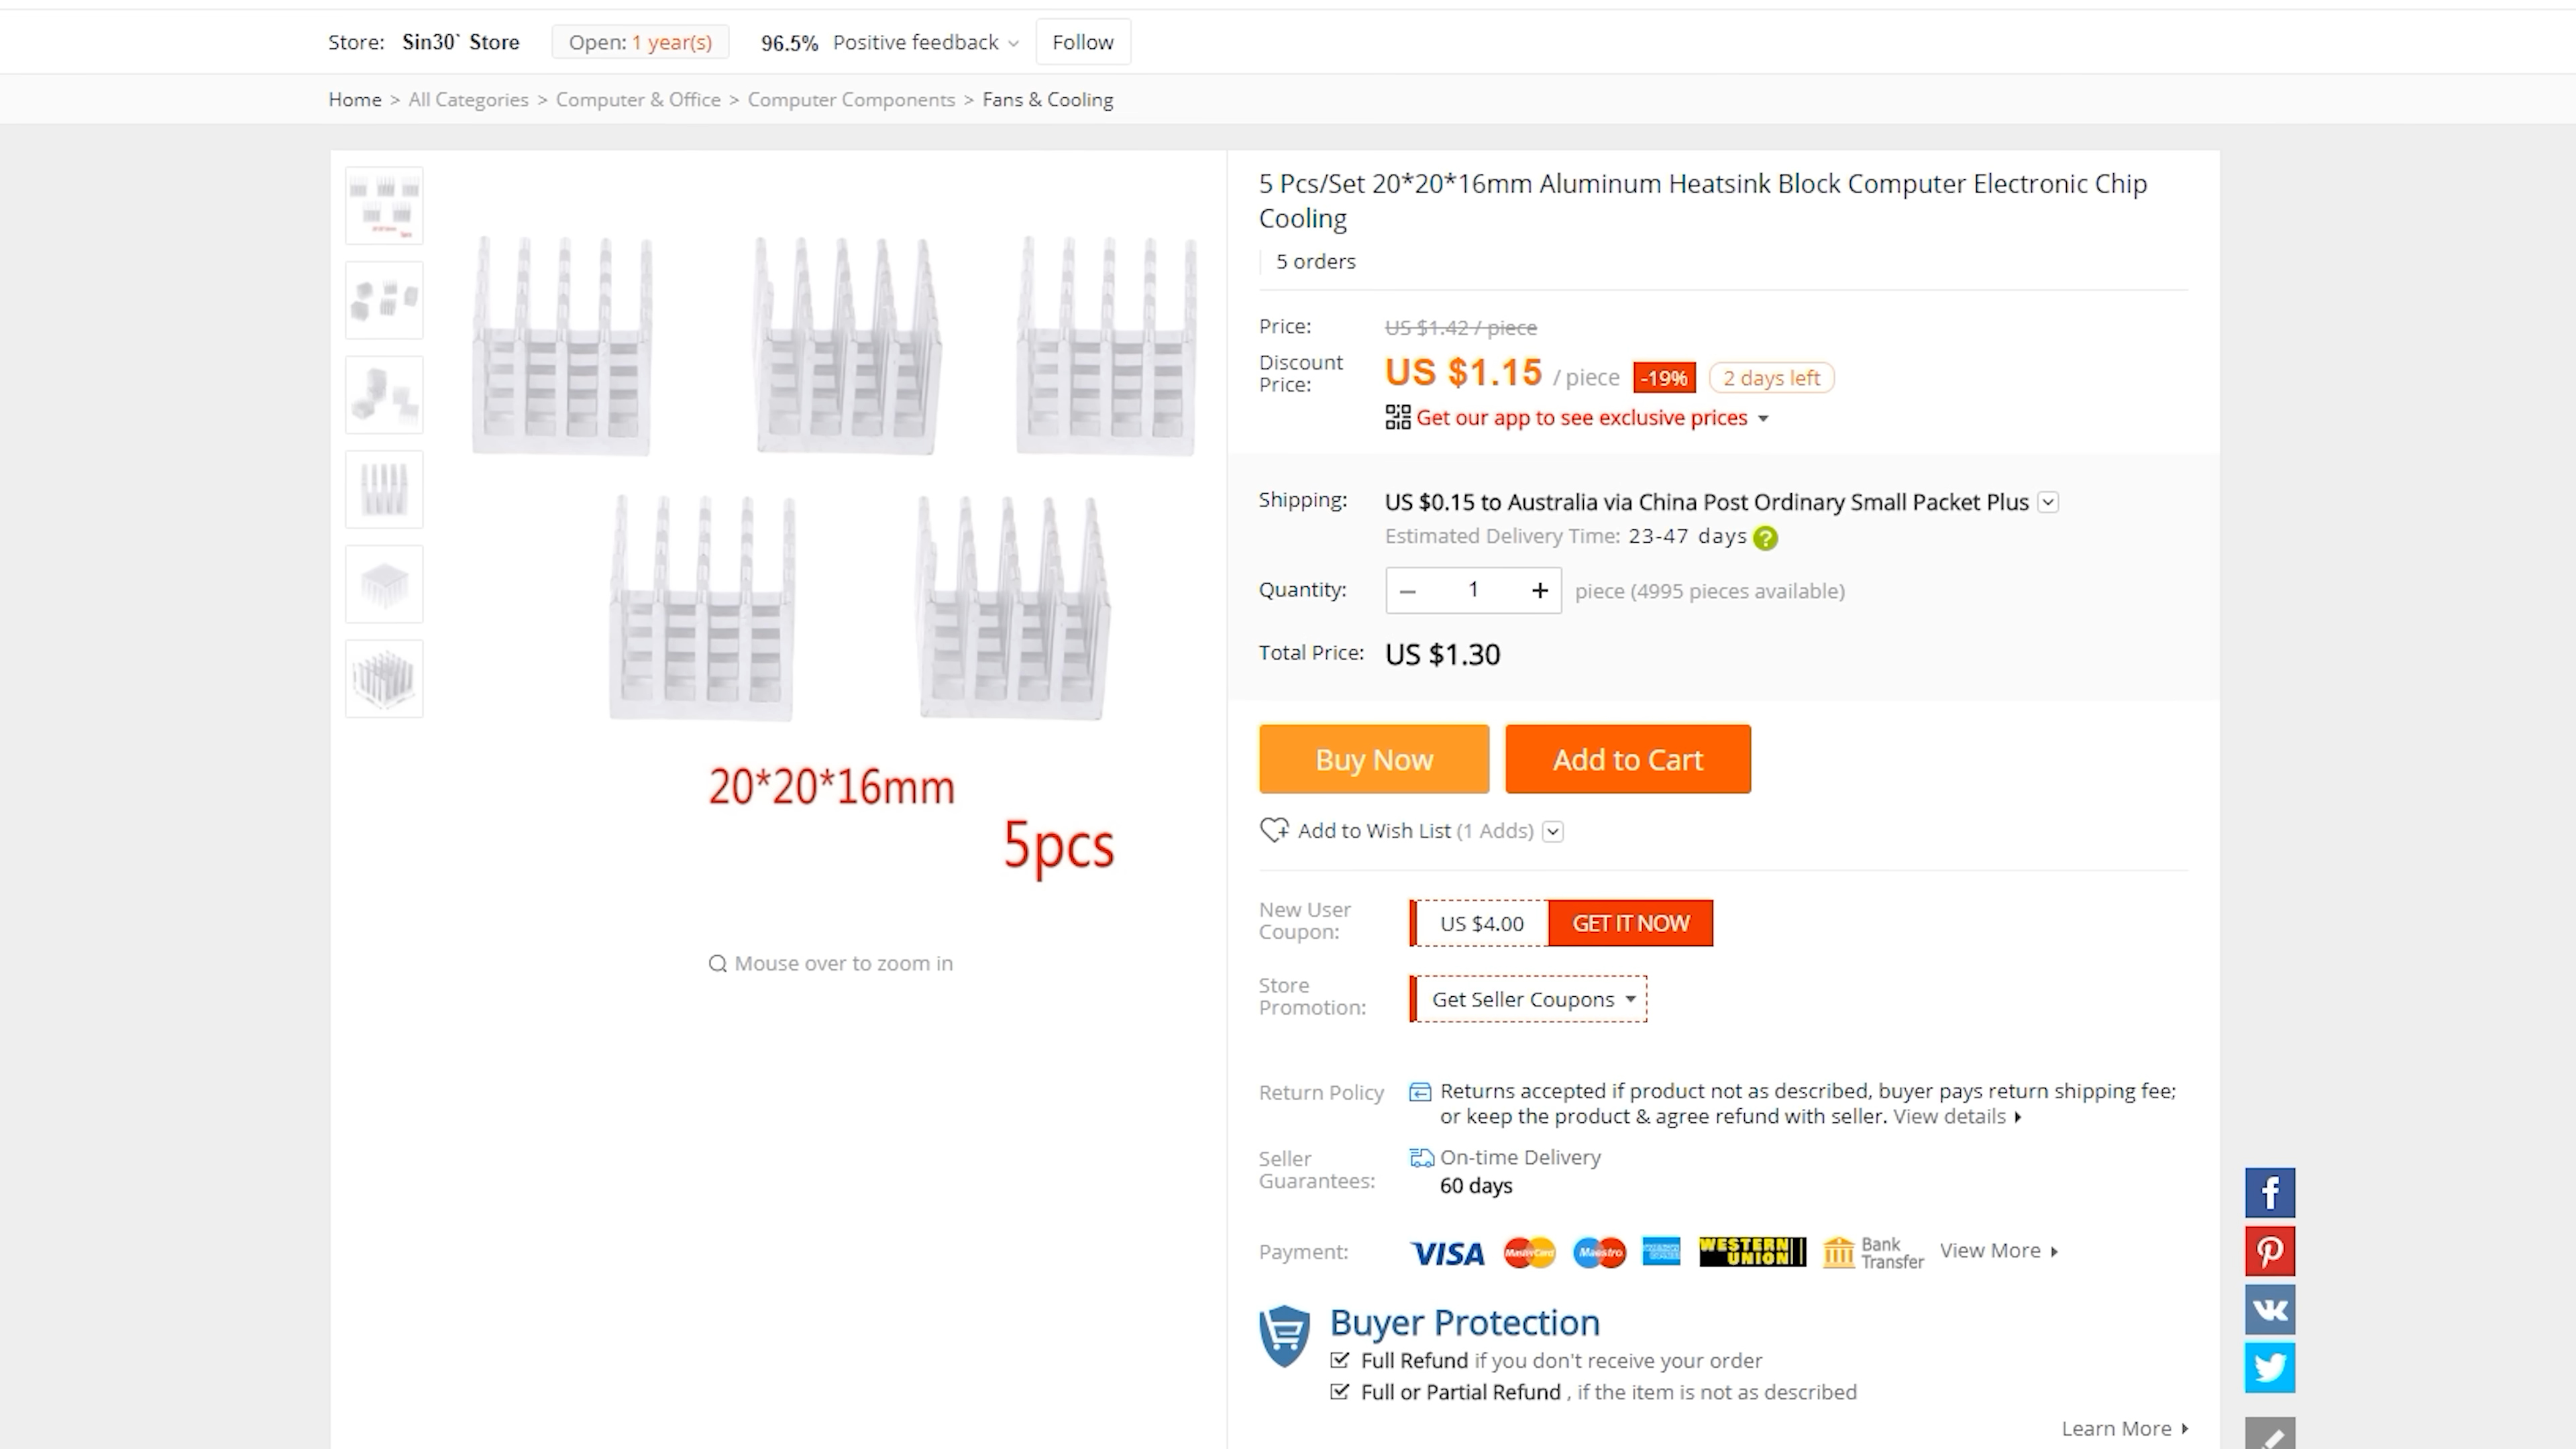 Store: Sin30` Store Open: 1 year(s) 96.5% Positive feedback Follow
Home > All Categories > Computer & Office > Computer Components > Fans & Cooling
20*20*16mm
5pcs
Mouse over to zoom in
5 Pcs/Set 20*20*16mm Aluminum Heatsink Block Computer Electronic Chip
Cooling
5 orders
Price: US $1.42 / piece
Discount
Price: US $1.15 / piece -19% 2 days left
Get our app to see exclusive prices
Shipping: US $0.15 to Australia via China Post Ordinary Small Packet Plus
Estimated Delivery Time: 23-47 days ?
Quantity: – 1 + piece (4995 pieces available)
Total Price: US $1.30
Buy Now Add to Cart
Add to Wish List (1 Adds)
New User
Coupon: US $4.00 GET IT NOW
Store
Promotion: Get Seller Coupons
Return Policy Returns accepted if product not as described, buyer pays return shipping fee;
or keep the product & agree refund with seller. View details
Seller
Guarantees: On-time Delivery
60 days
Payment: VISA MasterCard Maestro WESTERN UNION Bank Transfer View More
Buyer Protection
Full Refund if you don't receive your order
Full or Partial Refund , if the item is not as described
Learn More